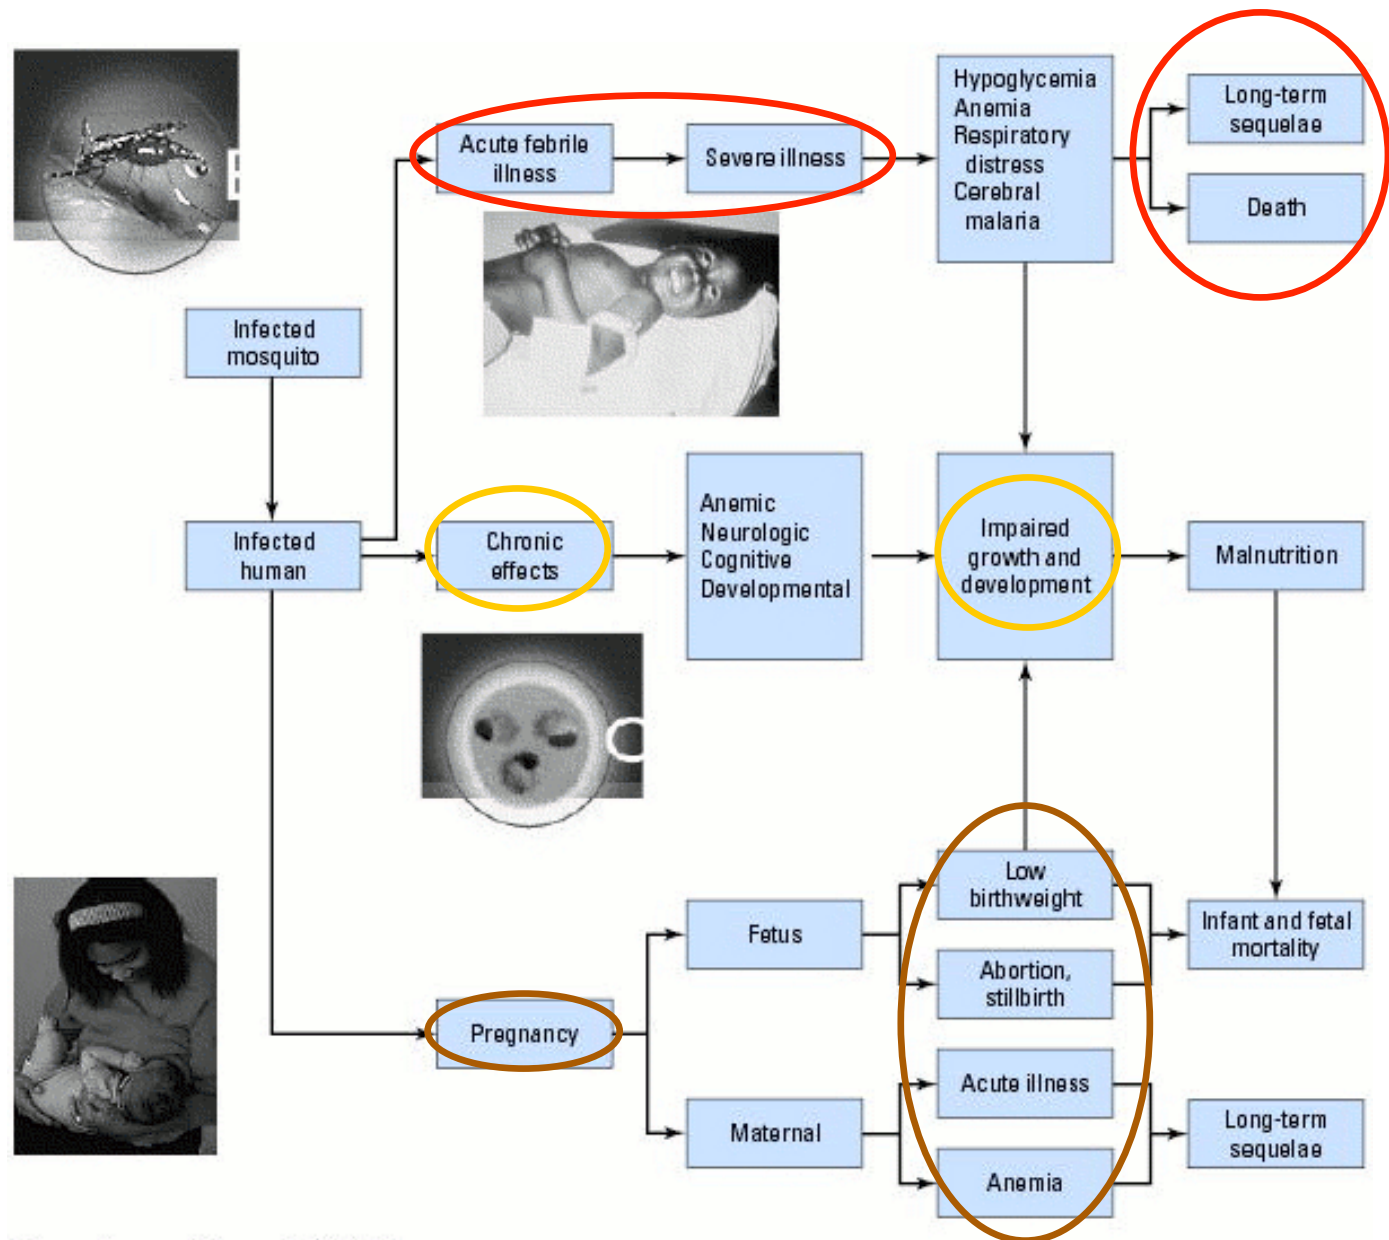 Hypoglycemia
Anemia
Respiratory
distress
Cerebral
malaria
Long-term
sequelae
Acute febrile
illness
Severe illness
Death
Infected
mosquito
Anemic
Neurologic
Cognitive
Developmental
Impaired
growth and
development
Infected
human
Chronic
effects
Malnutrition
Low
birthweight
Fetus
Infant and fetal
mortality
Abortion,
stillbirth
Pregnancy
Acute illness
Maternal
Long-term
sequelae
Anemia